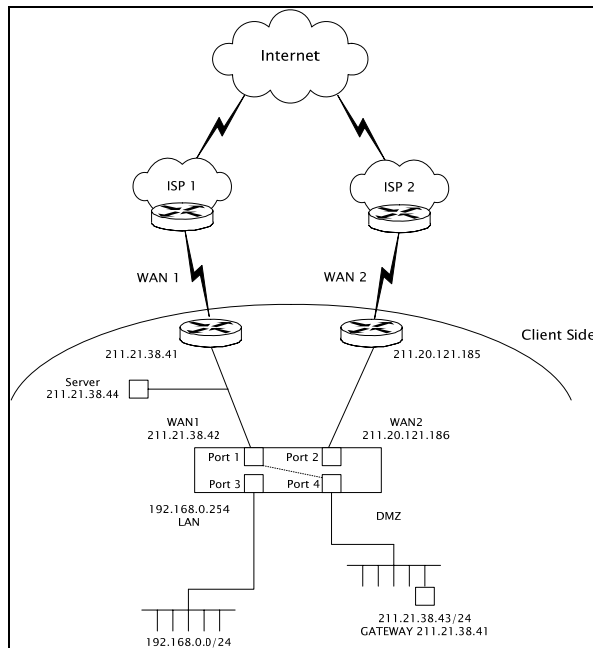 Internet
ISP 1
ISP 2
WAN 1
WAN 2
Client Side
211.21.38.41
211.20.121.185
Server
211.21.38.44
WAN1
211.21.38.42
WAN2
211.20.121.186
Port 1
Port 2
Port 3
Port 4
192.168.0.254
LAN
DMZ
211.21.38.43/24
GATEWAY 211.21.38.41
192.168.0.0/24